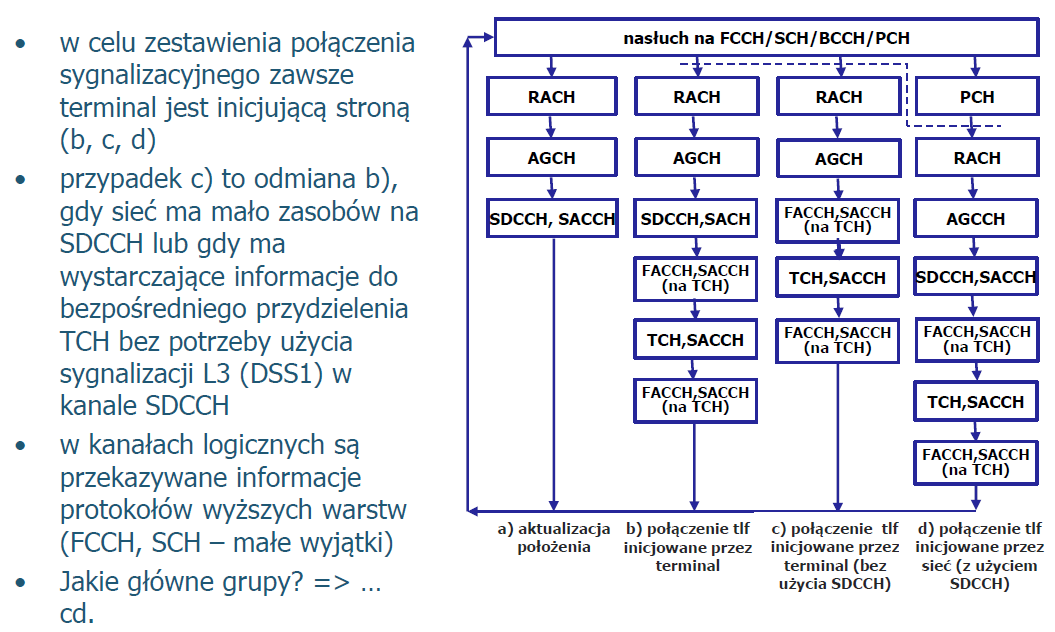 • w celu zestawienia połączenia
sygnalizacyjnego zawsze
terminal jest inicjującą stroną
(b, c, d)
• przypadek c) to odmiana b),
gdy sieć ma mało zasobów na
SDCCH lub gdy ma
wystarczające informacje do
bezpośredniego przydzielenia
TCH bez potrzeby użycia
sygnalizacji L3 (DSS1) w
kanale SDCCH
• w kanałach logicznych są
przekazywane informacje
protokołów wyższych warstw
(FCCH, SCH – małe wyjątki)
• Jakie główne grupy? => ...
cd.
nasłuch na FCCH/SCH/BCCH/PCH
RACH
AGCH
SDCCH, SACCH
a) aktualizacja
położenia
RACH
AGCH
SDCCH,SACH
FACCH,SACCH
(na TCH)
TCH,SACCH
FACCH,SACCH
(na TCH)
b) połączenie tlf
inicjowane przez
terminal
RACH
AGCH
FACCH,SACCH
(na TCH)
TCH,SACCH
FACCH,SACCH
(na TCH)
c) połączenie tlf
inicjowane przez
terminal (bez
użycia SDCCH)
PCH
RACH
AGCCH
SDCCH,SACCH
FACCH,SACCH
(na TCH)
TCH,SACCH
FACCH,SACCH
(na TCH)
d) połączenie tlf
inicjowane przez
sieć (z użyciem
SDCCH)